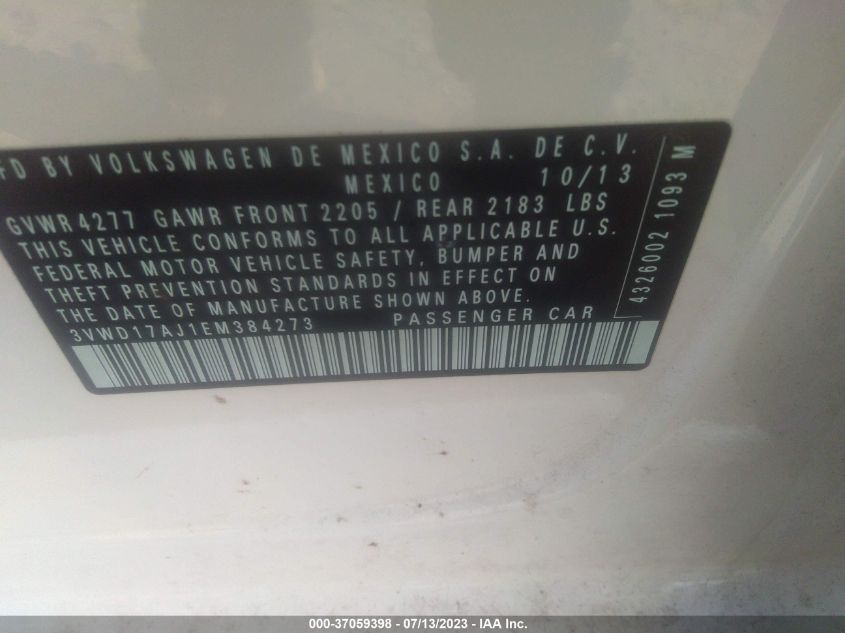 FD BY VOLKSWAGEN DE MEXICO S.A. DE C.V.
MEXICO 10/13
GVWR 4277 GAWR FRONT 2205 / REAR 2183 LBS
THIS VEHICLE CONFORMS TO ALL APPLICABLE U.S.
FEDERAL MOTOR VEHICLE SAFETY, BUMPER AND
THEFT PREVENTION STANDARDS IN EFFECT ON
THE DATE OF MANUFACTURE SHOWN ABOVE.
3VWD17AJ1EM384273 PASSENGER CAR
4326002 1093 M
000-37059398 - 07/13/2023 - IAA Inc.